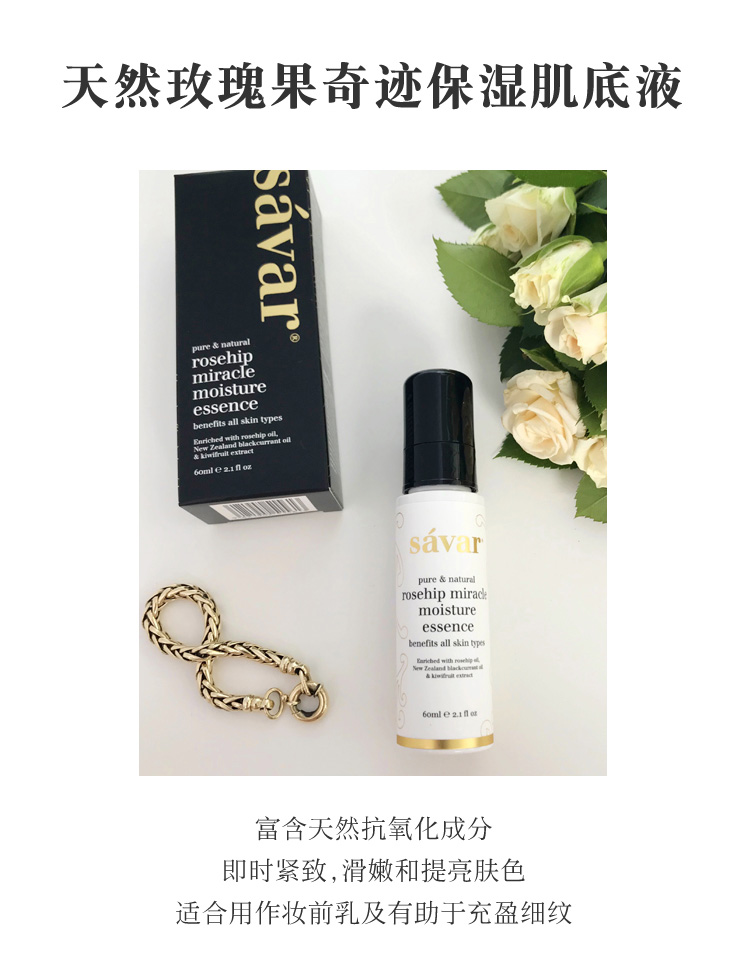 天然玫瑰果奇迹保湿肌底液
sávar®
pure & natural
rosehip
miracle
moisture
essence
benefits all skin types
Enriched with rosehip oil,
New Zealand blackcurrant oil
& kiwifruit extract
60ml ℮ 2.1 fl oz
sávar
pure & natural
rosehip miracle
moisture
essence
benefits all skin types
Enriched with rosehip oil,
New Zealand blackcurrant oil
& kiwifruit extract
60ml ℮ 2.1 fl oz
富含天然抗氧化成分
即时紧致,滑嫩和提亮肤色
适合用作妆前乳及有助于充盈细纹